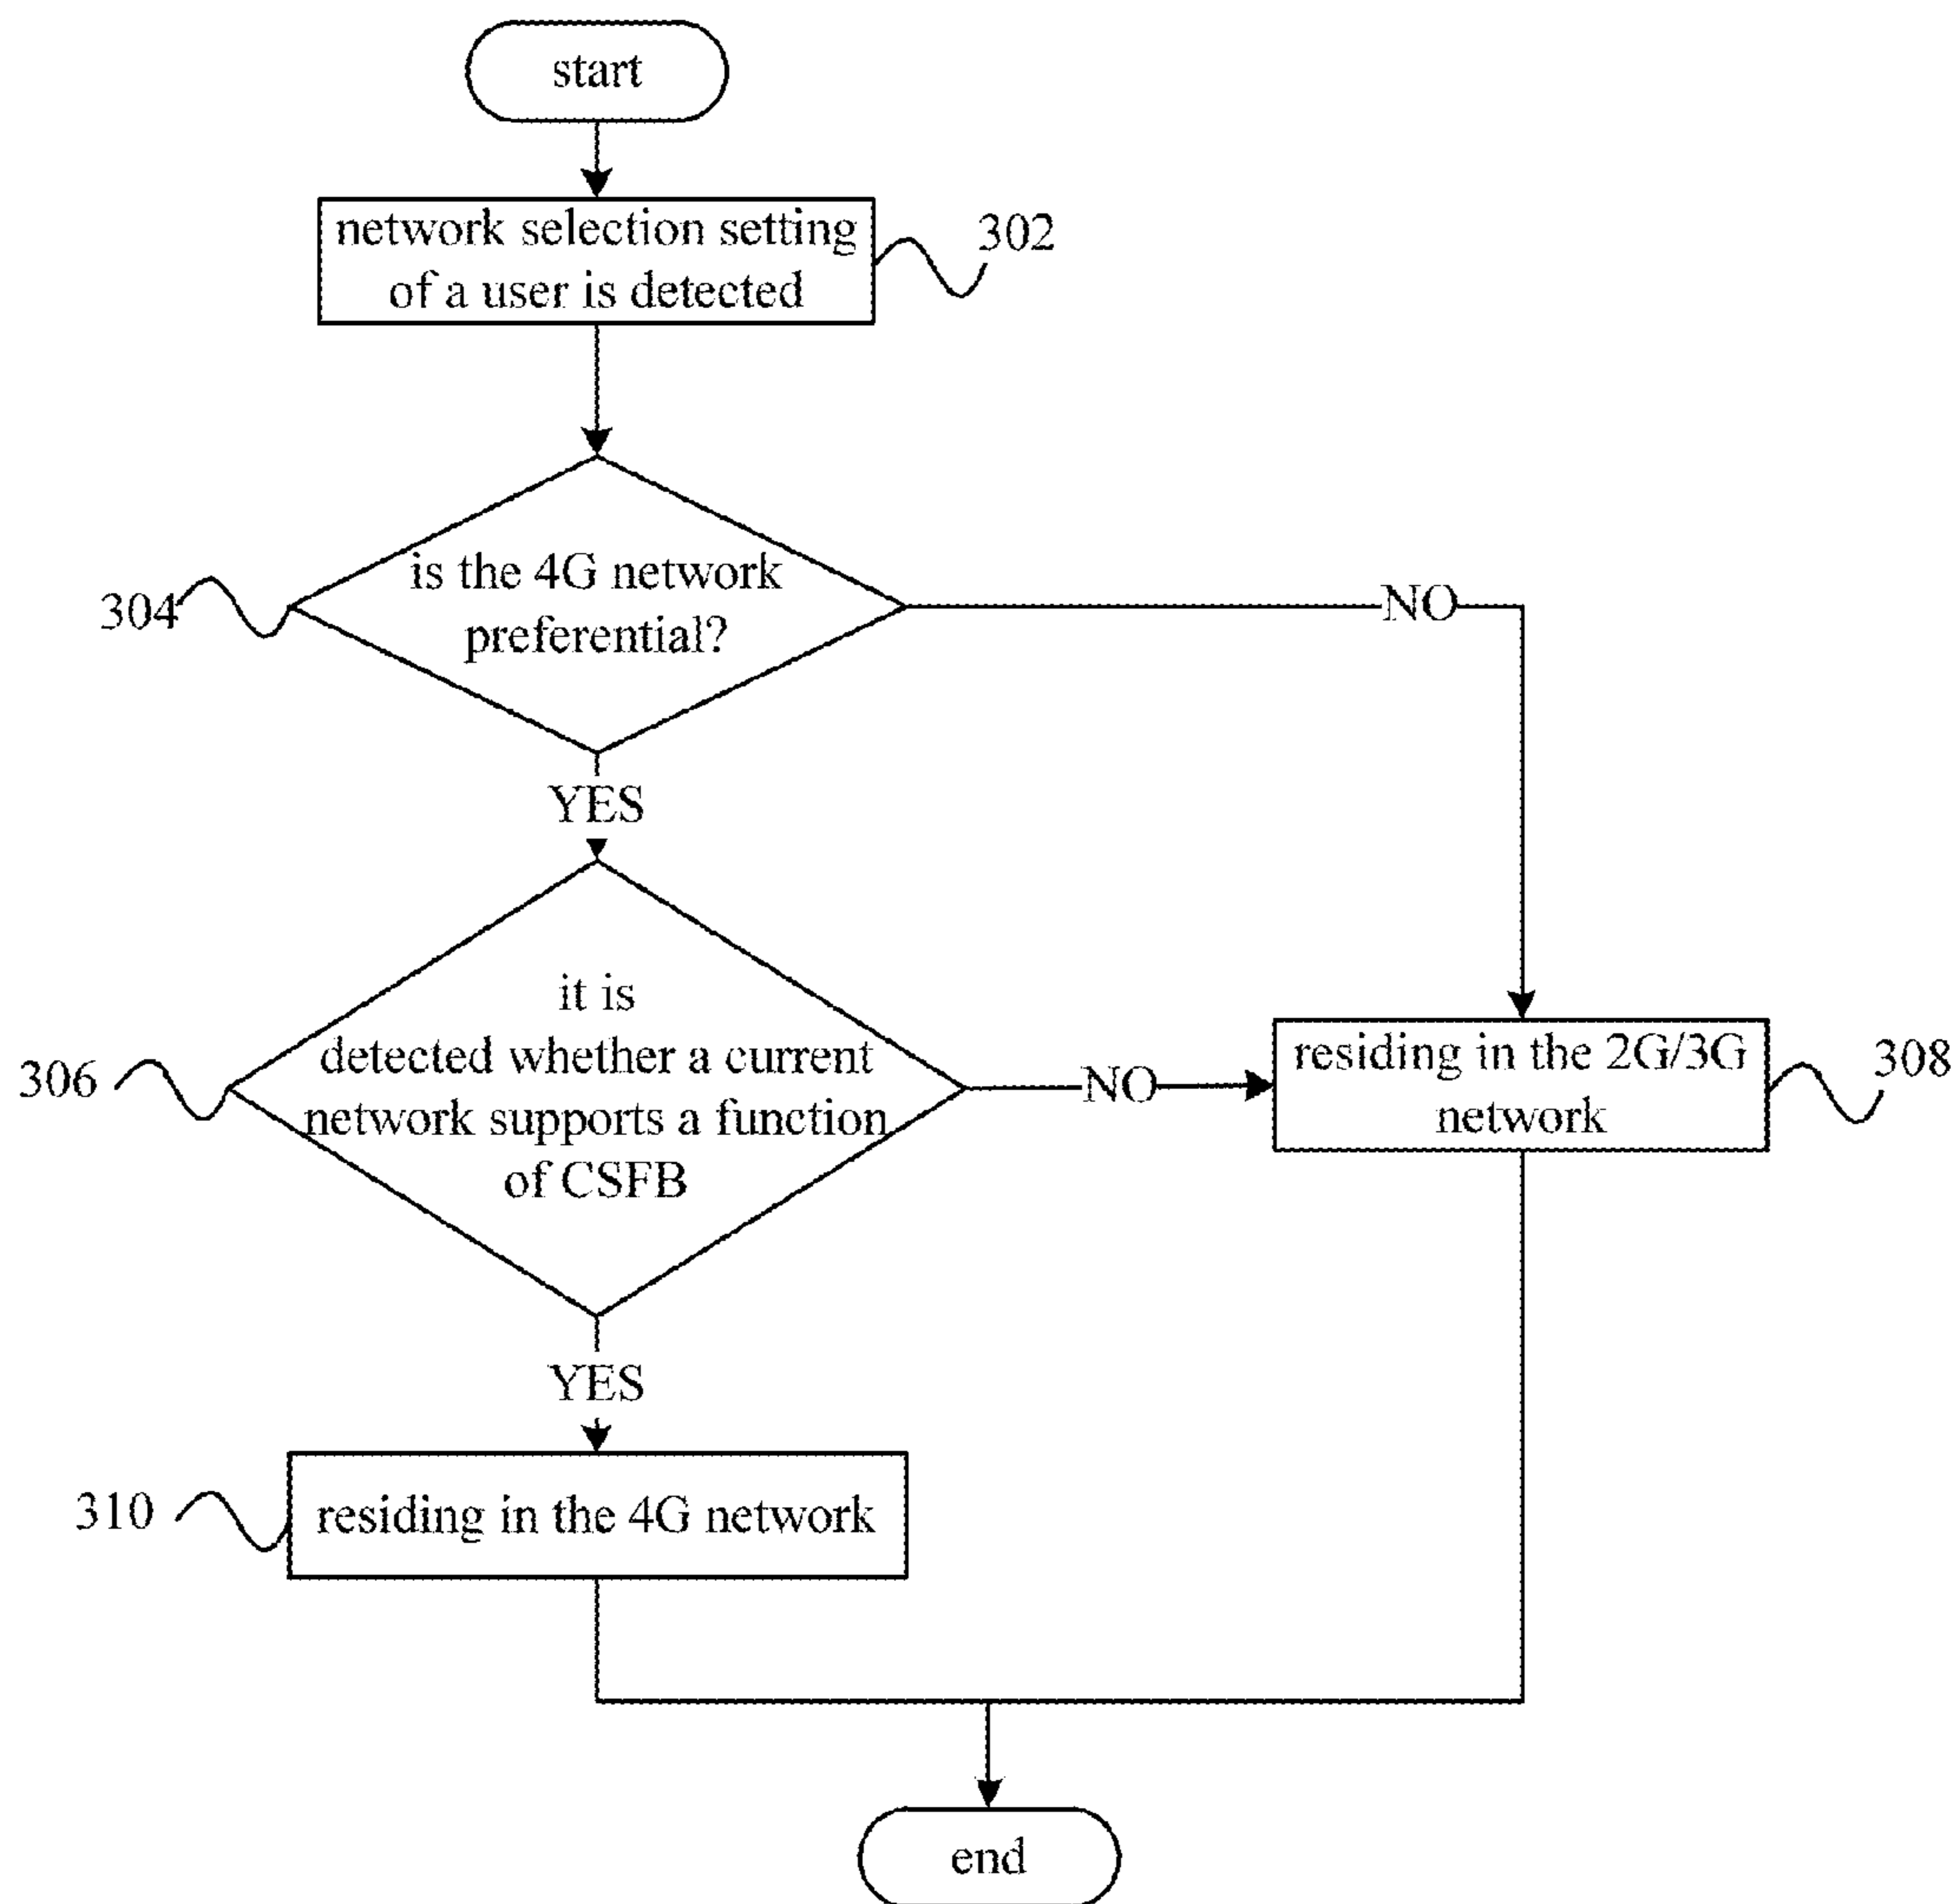 start
network selection setting
of a user is detected
302
is the 4G network
preferential?
304
NO
YES
it is
detected whether a current
network supports a function
of CSFB
306
NO
residing in the 2G/3G
network
308
YES
residing in the 4G network
310
end